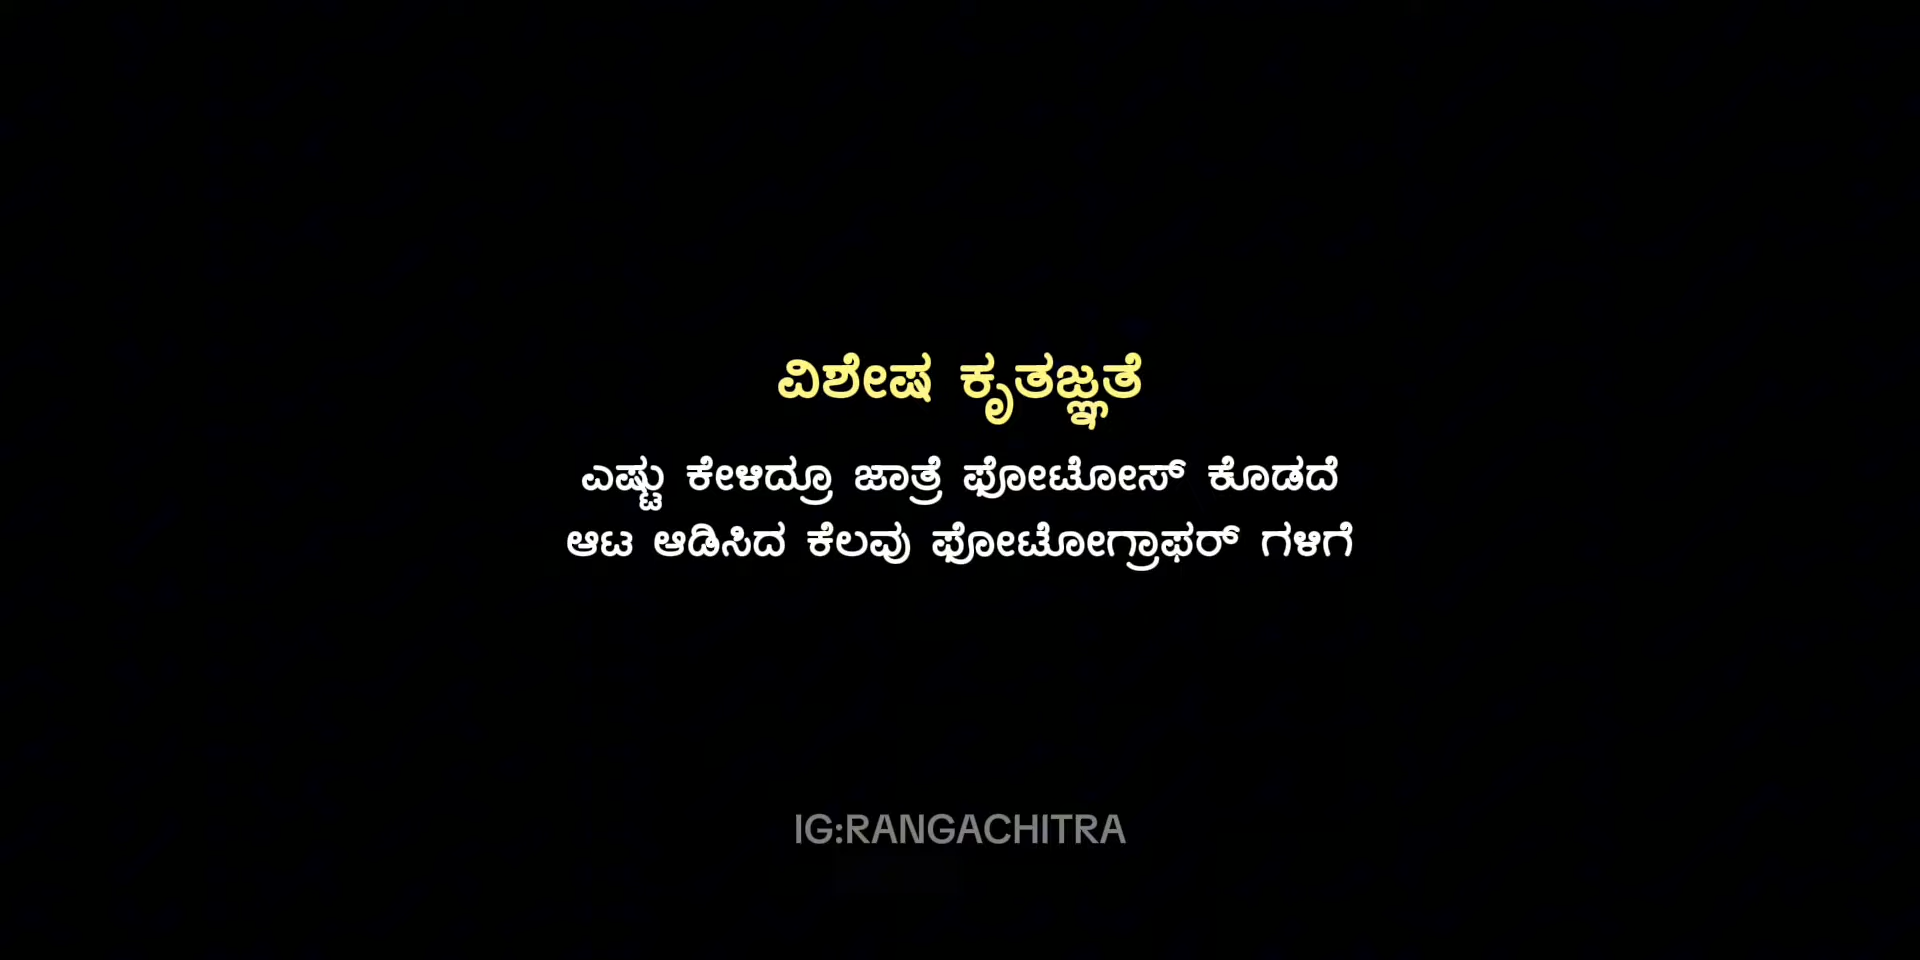 ವಿಶೇಷ ಕೃತಜ್ಞತೆ
ಎಷ್ಟು ಕೇಳಿದ್ರೂ ಜಾತ್ರೆ ಫೋಟೋಸ್ ಕೊಡದೆ
ಆಟ ಆಡಿಸಿದ ಕೆಲವು ಫೋಟೋಗ್ರಾಫರ್ ಗಳಿಗೆ
IG:RANGACHITRA